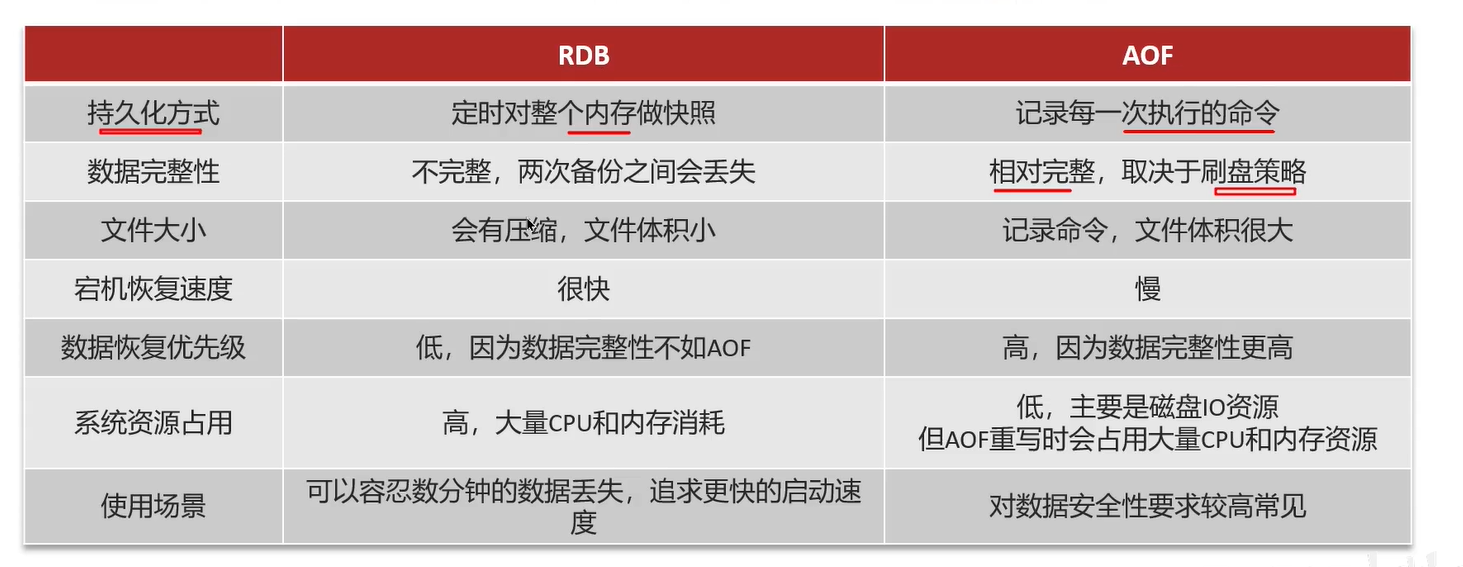 RDB
AOF
持久化方式
定时对整个内存做快照
记录每一次执行的命令
数据完整性
不完整，两次备份之间会丢失
相对完整，取决于刷盘策略
文件大小
会有压缩，文件体积小
记录命令，文件体积很大
宕机恢复速度
很快
慢
数据恢复优先级
低，因为数据完整性不如AOF
高，因为数据完整性更高
系统资源占用
高，大量CPU和内存消耗
低，主要是磁盘IO资源
但AOF重写时会占用大量CPU和内存资源
使用场景
可以容忍数分钟的数据丢失，追求更快的启动速
度
对数据安全性要求较高常见